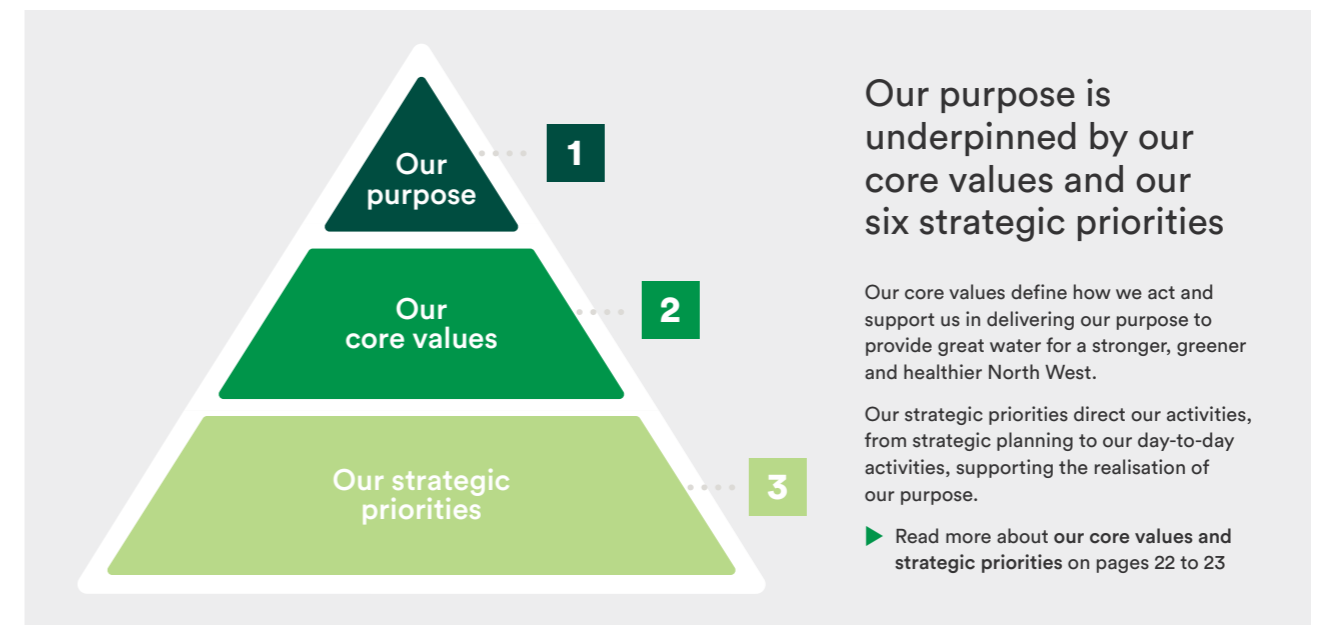 Our
purpose
1
Our
core values
2
Our strategic
priorities
3
Our purpose is
underpinned by our
core values and our
six strategic priorities
Our core values define how we act and
support us in delivering our purpose to
provide great water for a stronger, greener
and healthier North West.
Our strategic priorities direct our activities,
from strategic planning to our day-to-day
activities, supporting the realisation of
our purpose.
Read more about our core values and
strategic priorities on pages 22 to 23